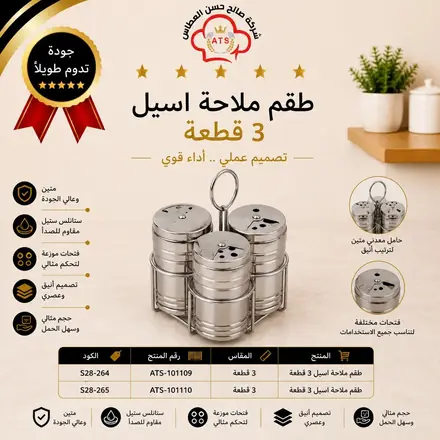 شركة صالح حسن العطاس
ATS
جودة
تدوم طويلاً
طقم ملاحة اسيل
3 قطعة
تصميم عملي .. أداء قوي
متين
وعالي الجودة
ستانلس ستيل
مقاوم للصدأ
فتحات موزعة
لتحكم مثالي
تصميم أنيق
وعصري
حجم مثالي
وسهل الحمل
حامل معدني متين
لترتيب أنيق
فتحات مختلفة
لتناسب جميع الاستخدامات
المنتج المقاس رقم المنتج الكود
طقم ملاحة اسيل 3 قطعة 3 قطعة ATS-101109 S28-264
طقم ملاحة اسيل 3 قطعة 3 قطعة ATS-101110 S28-265
حجم مثالي
وسهل الحمل
تصميم أنيق
وعصري
فتحات موزعة
لتحكم مثالي
ستانلس ستيل
مقاوم للصدأ
متين
وعالي الجودة